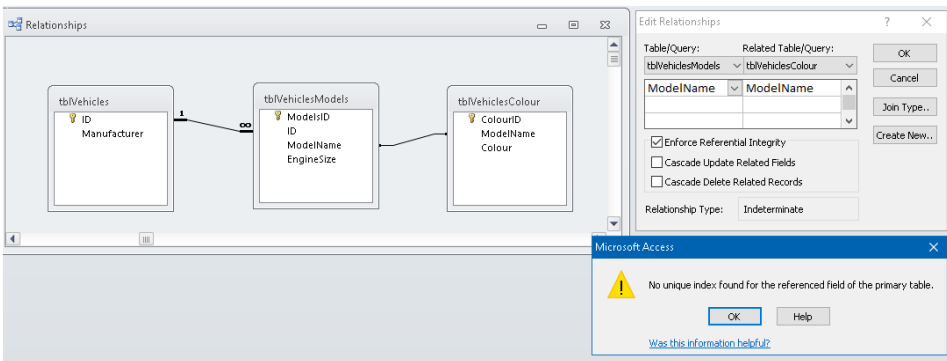 Relationships
tblVehicles
ID
Manufacturer
1
∞
tblVehiclesModels
ModelsID
ID
ModelName
EngineSize
tblVehiclesColour
ColourID
ModelName
Colour
Edit Relationships
?
Table/Query: Related Table/Query:
tblVehiclesModels tblVehiclesColour
ModelName ModelName
OK
Cancel
Join Type..
Create New..
Enforce Referential Integrity
Cascade Update Related Fields
Cascade Delete Related Records
Relationship Type: Indeterminate
Microsoft Access
No unique index found for the referenced field of the primary table.
OK Help
Was this information helpful?